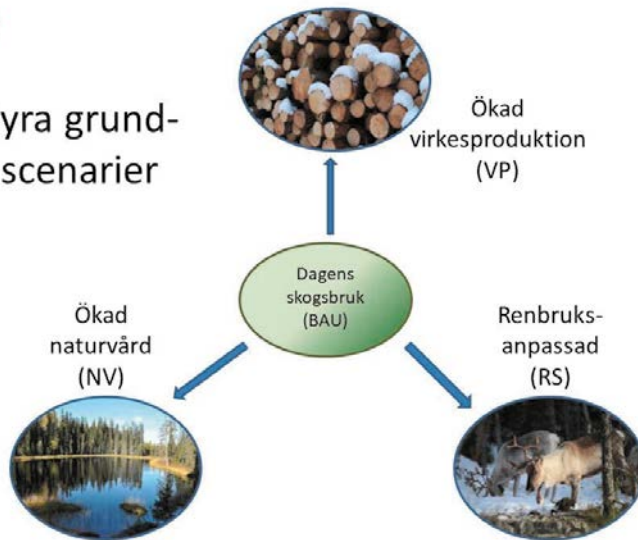 yra grund-
scenarier
Ökad
virkesproduktion
(VP)
Dagens
skogsbruk
(BAU)
Ökad
naturvård
(NV)
Renbruks-
anpassad
(RS)